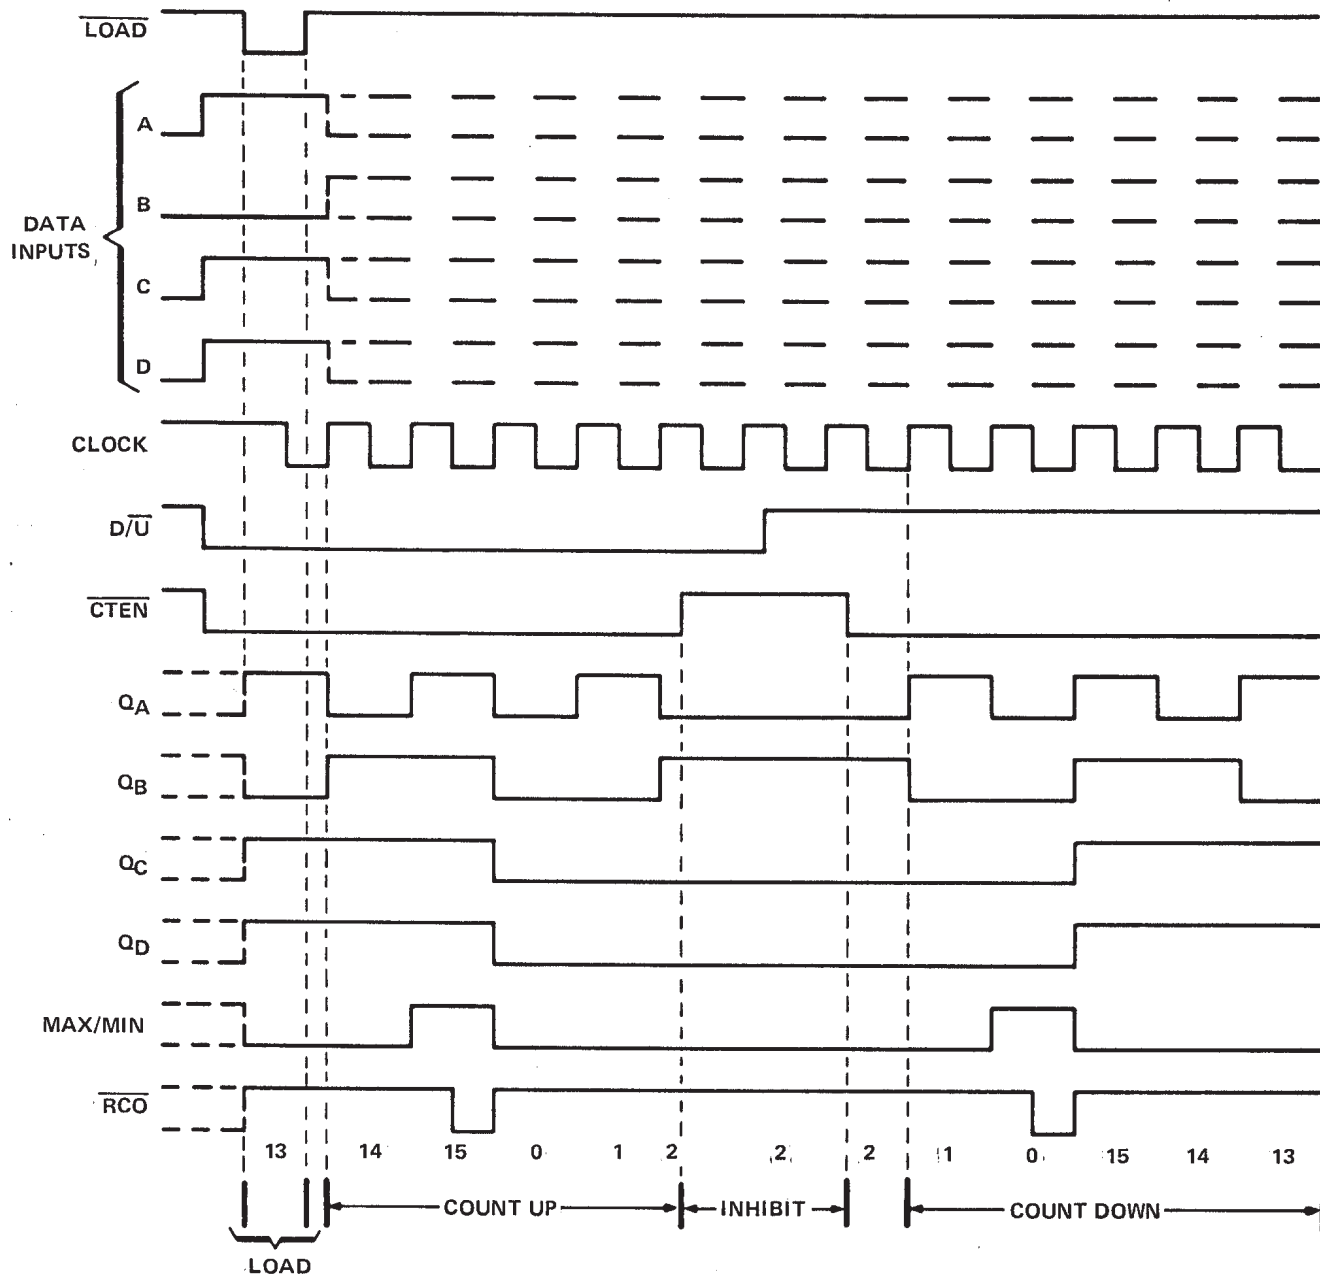 LOAD
A
B
DATA
INPUTS
C
D
CLOCK
D/U
CTEN
QA
QB
QC
QD
MAX/MIN
RCO
13 14 15 0 1 2 2 2 1 0 15 14 13
COUNT UP INHIBIT COUNT DOWN
LOAD